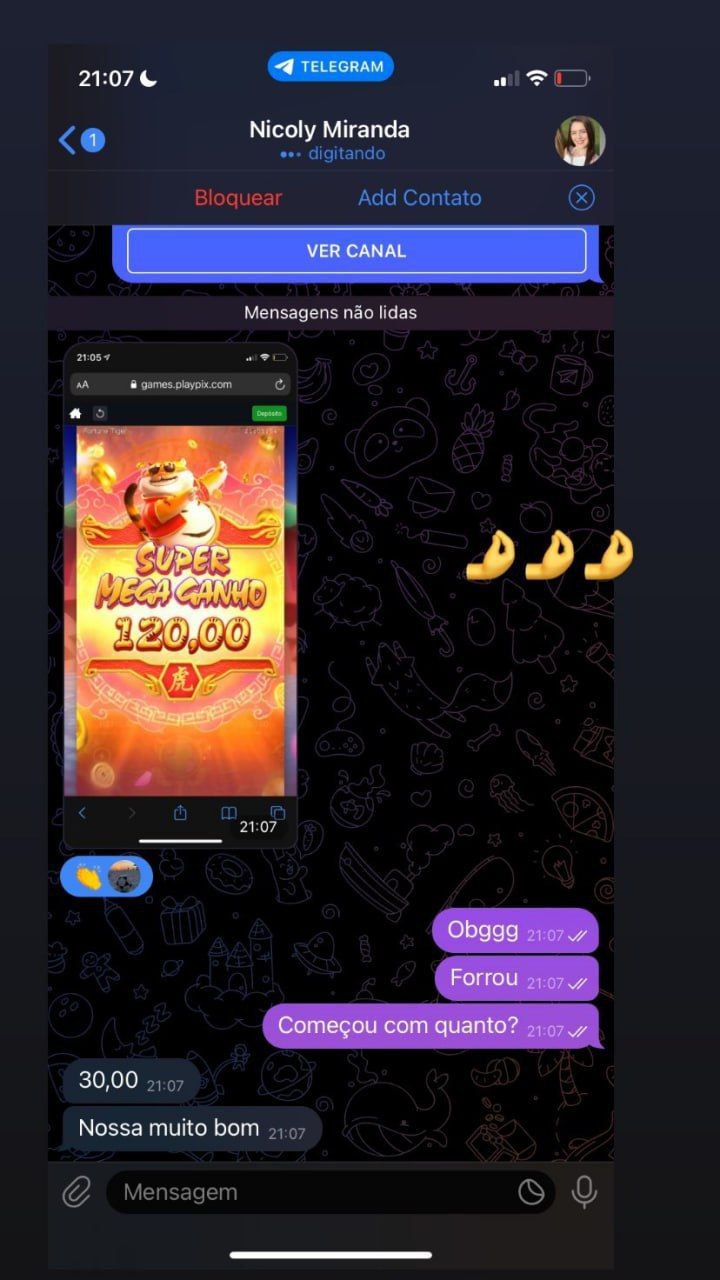 21:07
TELEGRAM
1
Nicoly Miranda
digitando
Bloquear
Add Contato
VER CANAL
Mensagens não lidas
21:05
AA
games.playpix.com
Depósito
Fortune Tiger
SUPER
MEGA GANHO
120,00
虎
21:07
Obggg 21:07
Forrou 21:07
Começou com quanto? 21:07
30,00 21:07
Nossa muito bom 21:07
Mensagem